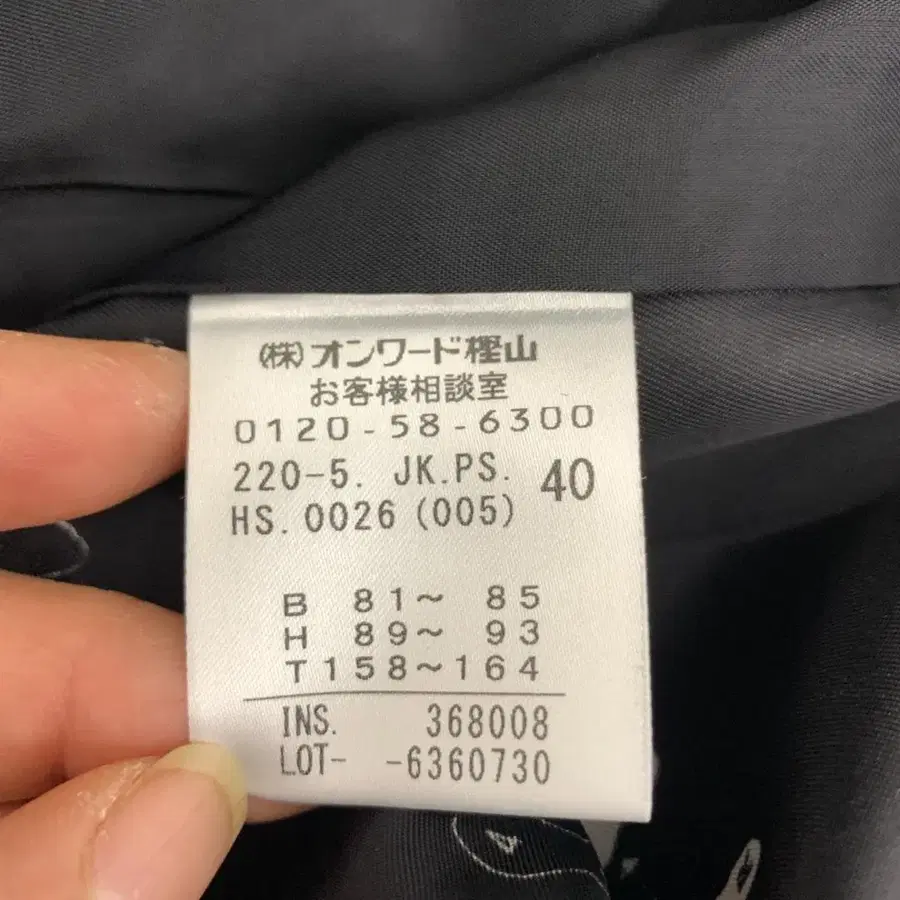 (株)オンワード樫山
お客様相談室
0120-58-6300
220-5. JK.PS. 40
HS. 0026 (005)
B 81～ 85
H 89～ 93
T158～164
INS. 368008
LOT- -6360730